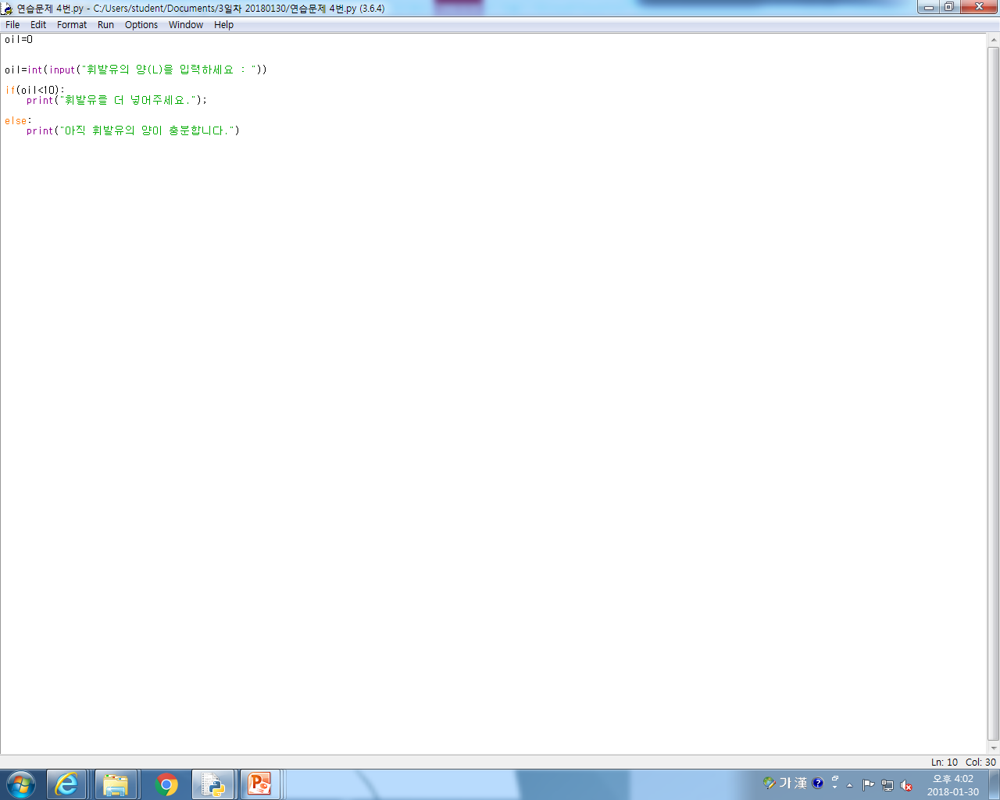 연습문제 4번.py - C:/Users/student/Documents/3일차 20180130/연습문제 4번.py (3.6.4)
File Edit Format Run Options Window Help
oil=0
oil=int(input("휘발유의 양(L)을 입력하세요 : "))
if(oil<10):
    print("휘발유를 더 넣어주세요.");
else:
    print("아직 휘발유의 양이 충분합니다.")
Ln: 10 Col: 30
가 漢
오후 4:02
2018-01-30